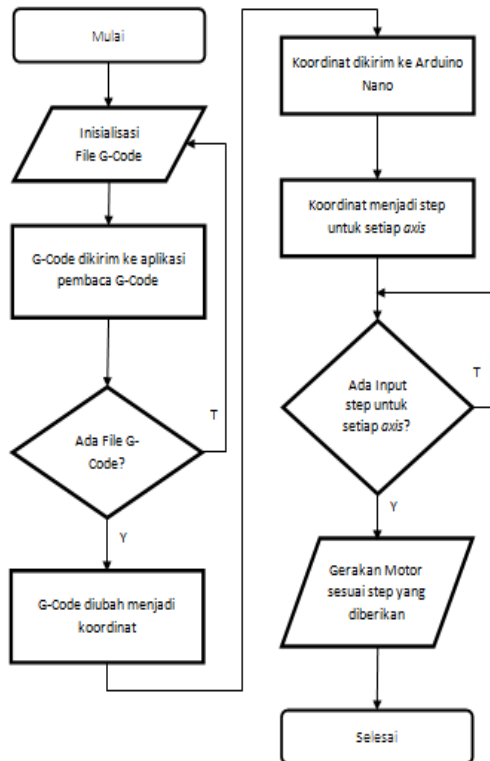 Mulai
Inisialisasi
File G-Code
G-Code dikirim ke aplikasi
pembaca G-Code
T
Ada File G-
Code?
Y
G-Code diubah menjadi
koordinat
Koordinat dikirim ke Arduino
Nano
Koordinat menjadi step
untuk setiap axis
T
Ada Input
step untuk
setiap axis?
Y
Gerakan Motor
sesuai step yang
diberikan
Selesai